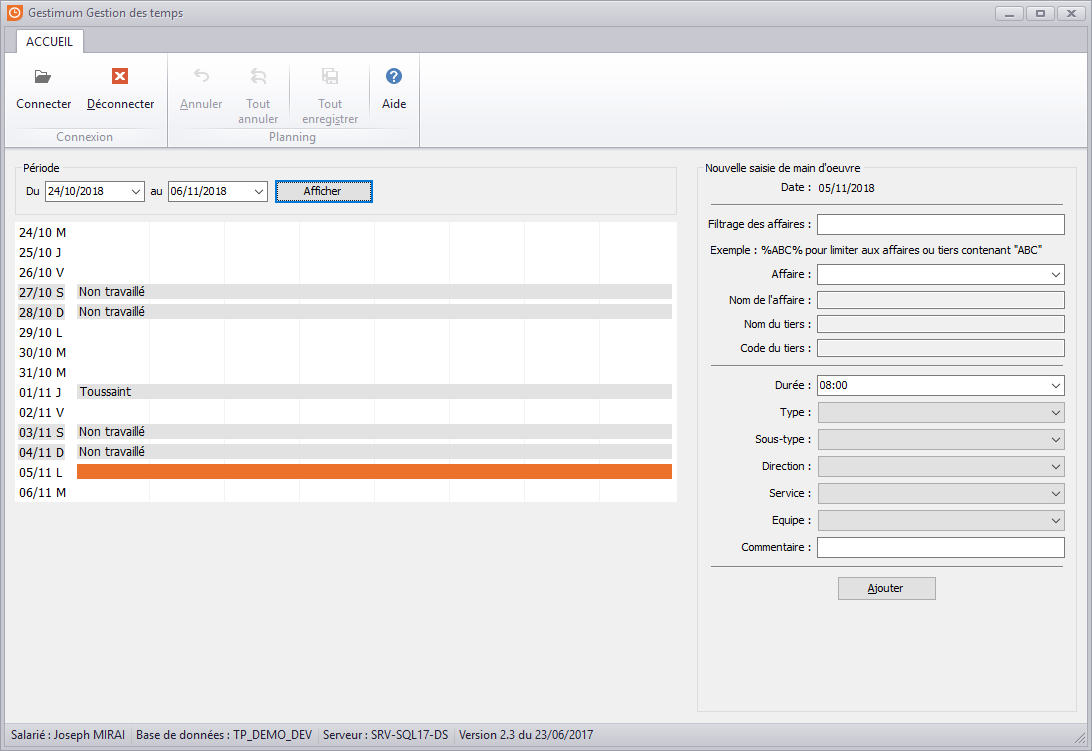 Gestimum Gestion des temps
ACCUEIL
Connecter Déconnecter Annuler Tout annuler Tout enregistrer Aide
Connexion Planning
Période
Du 24/10/2018 au 06/11/2018 Afficher
24/10 M
25/10 J
26/10 V
27/10 S Non travaillé
28/10 D Non travaillé
29/10 L
30/10 M
31/10 M
01/11 J Toussaint
02/11 V
03/11 S Non travaillé
04/11 D Non travaillé
05/11 L
06/11 M
Nouvelle saisie de main d'oeuvre
Date : 05/11/2018
Filtrage des affaires :
Exemple : %ABC% pour limiter aux affaires ou tiers contenant "ABC"
Affaire :
Nom de l'affaire :
Nom du tiers :
Code du tiers :
Durée : 08:00
Type :
Sous-type :
Direction :
Service :
Equipe :
Commentaire :
Ajouter
Salarié : Joseph MIRAI Base de données : TP_DEMO_DEV Serveur : SRV-SQL17-DS Version 2.3 du 23/06/2017